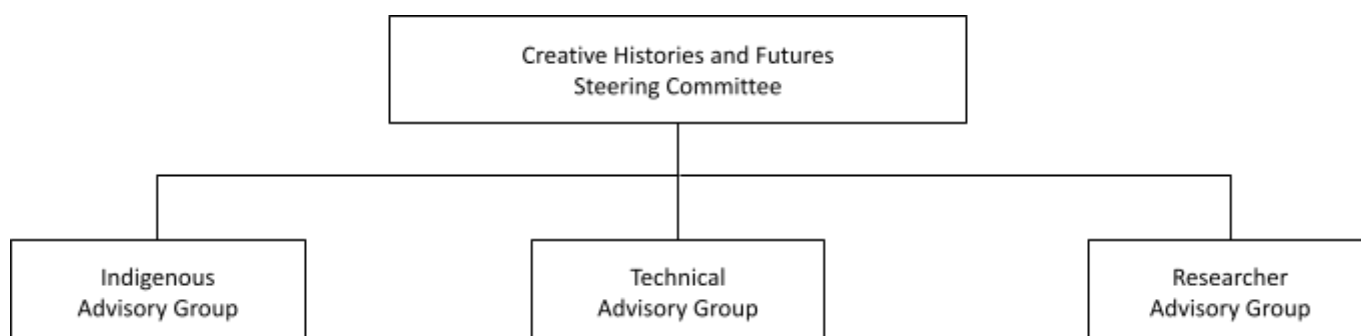 Creative Histories and Futures
Steering Committee
Indigenous
Advisory Group
Technical
Advisory Group
Researcher
Advisory Group